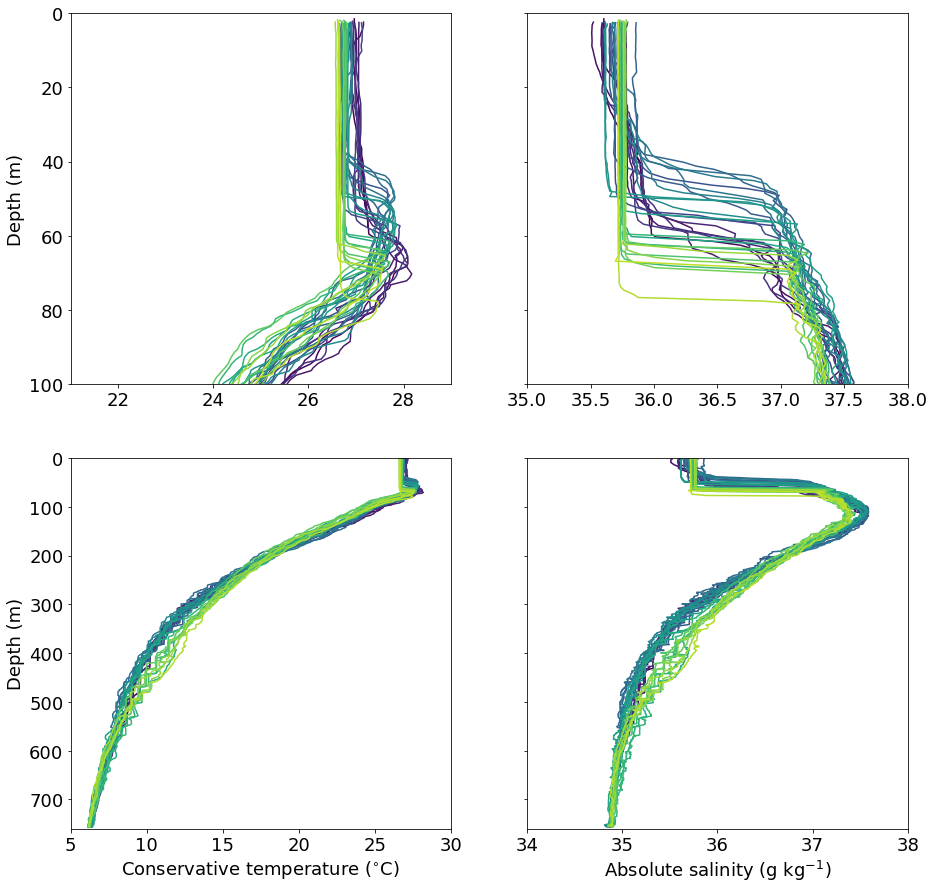 0
20
40
60
80
100
Depth (m)
22 24 26 28
35.0 35.5 36.0 36.5 37.0 37.5 38.0
0
100
200
300
400
500
600
700
Depth (m)
5 10 15 20 25 30
34 35 36 37 38
Conservative temperature (°C)
Absolute salinity (g kg⁻¹)